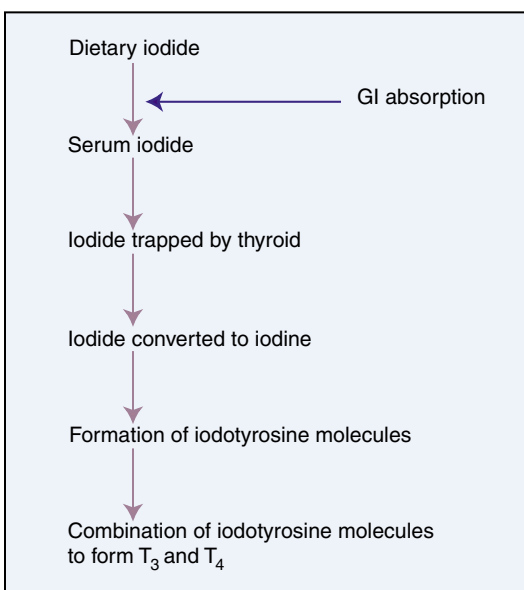 Dietary iodide
GI absorption
Serum iodide
Iodide trapped by thyroid
Iodide converted to iodine
Formation of iodotyrosine molecules
Combination of iodotyrosine molecules
to form T₃ and T₄